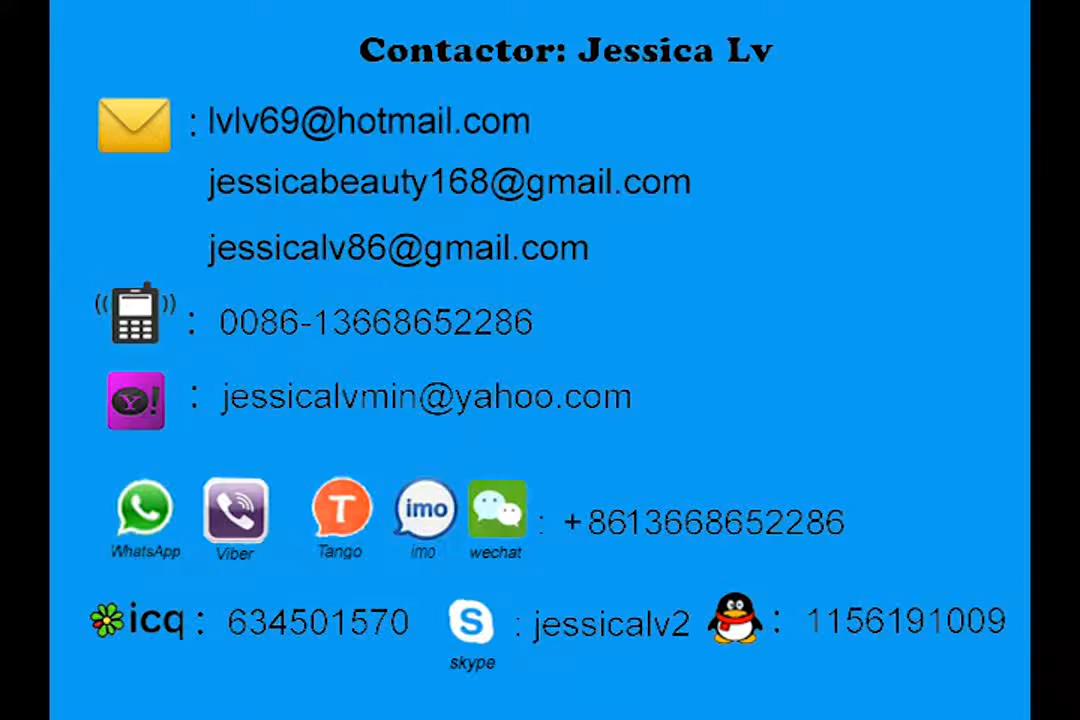 Contactor: Jessica Lv
: lvlv69@hotmail.com
jessicabeauty168@gmail.com
jessicalv86@gmail.com
: 0086-13668652286
Y! : jessicalvmin@yahoo.com
T imo : +8613668652286
WhatsApp Viber Tango imo wechat
icq : 634501570 S : jessicalv2 : 1156191009
skype